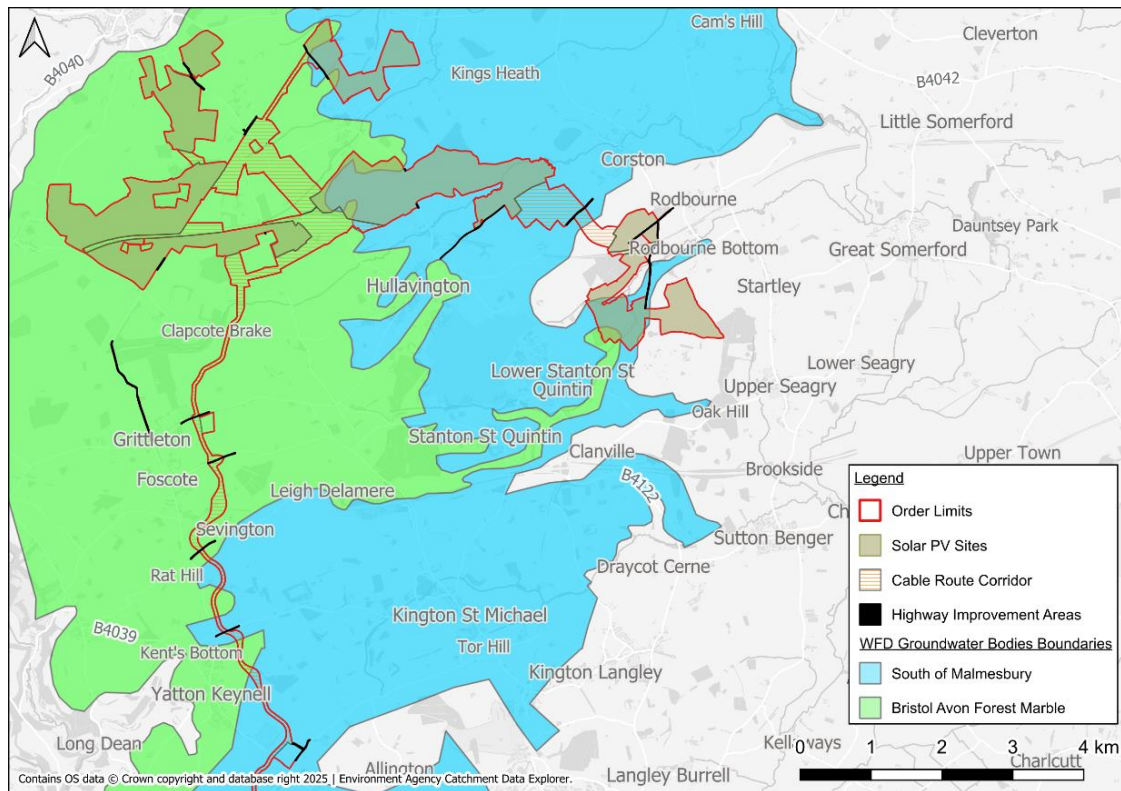 Cam's Hill
Cleverton
B4040
Kings Heath
B4042
Little Somerford
Corston
Rodbourne
Dauntsey Park
Rodbourne Bottom
Great Somerford
Hullavington
Startley
Clapcote Brake
Lower Seagry
Lower Stanton St
Quintin
Upper Seagry
Oak Hill
Grittleton
Stanton St Quintin
Clanville
Upper Town
Brookside
Foscote
Leigh Delamere
B4122
Sevington
Sutton Benger
Rat Hill
Draycot Cerne
Kington St Michael
B4039
Tor Hill
Kent's Bottom
Kington Langley
Yatton Keynell
Long Dean
Allington
Langley Burrell
Charlcutt
Legend
Order Limits
Solar PV Sites
Cable Route Corridor
Highway Improvement Areas
WFD Groundwater Bodies Boundaries
South of Malmesbury
Bristol Avon Forest Marble
0 1 2 3 4 km
Contains OS data © Crown copyright and database right 2025 | Environment Agency Catchment Data Explorer.